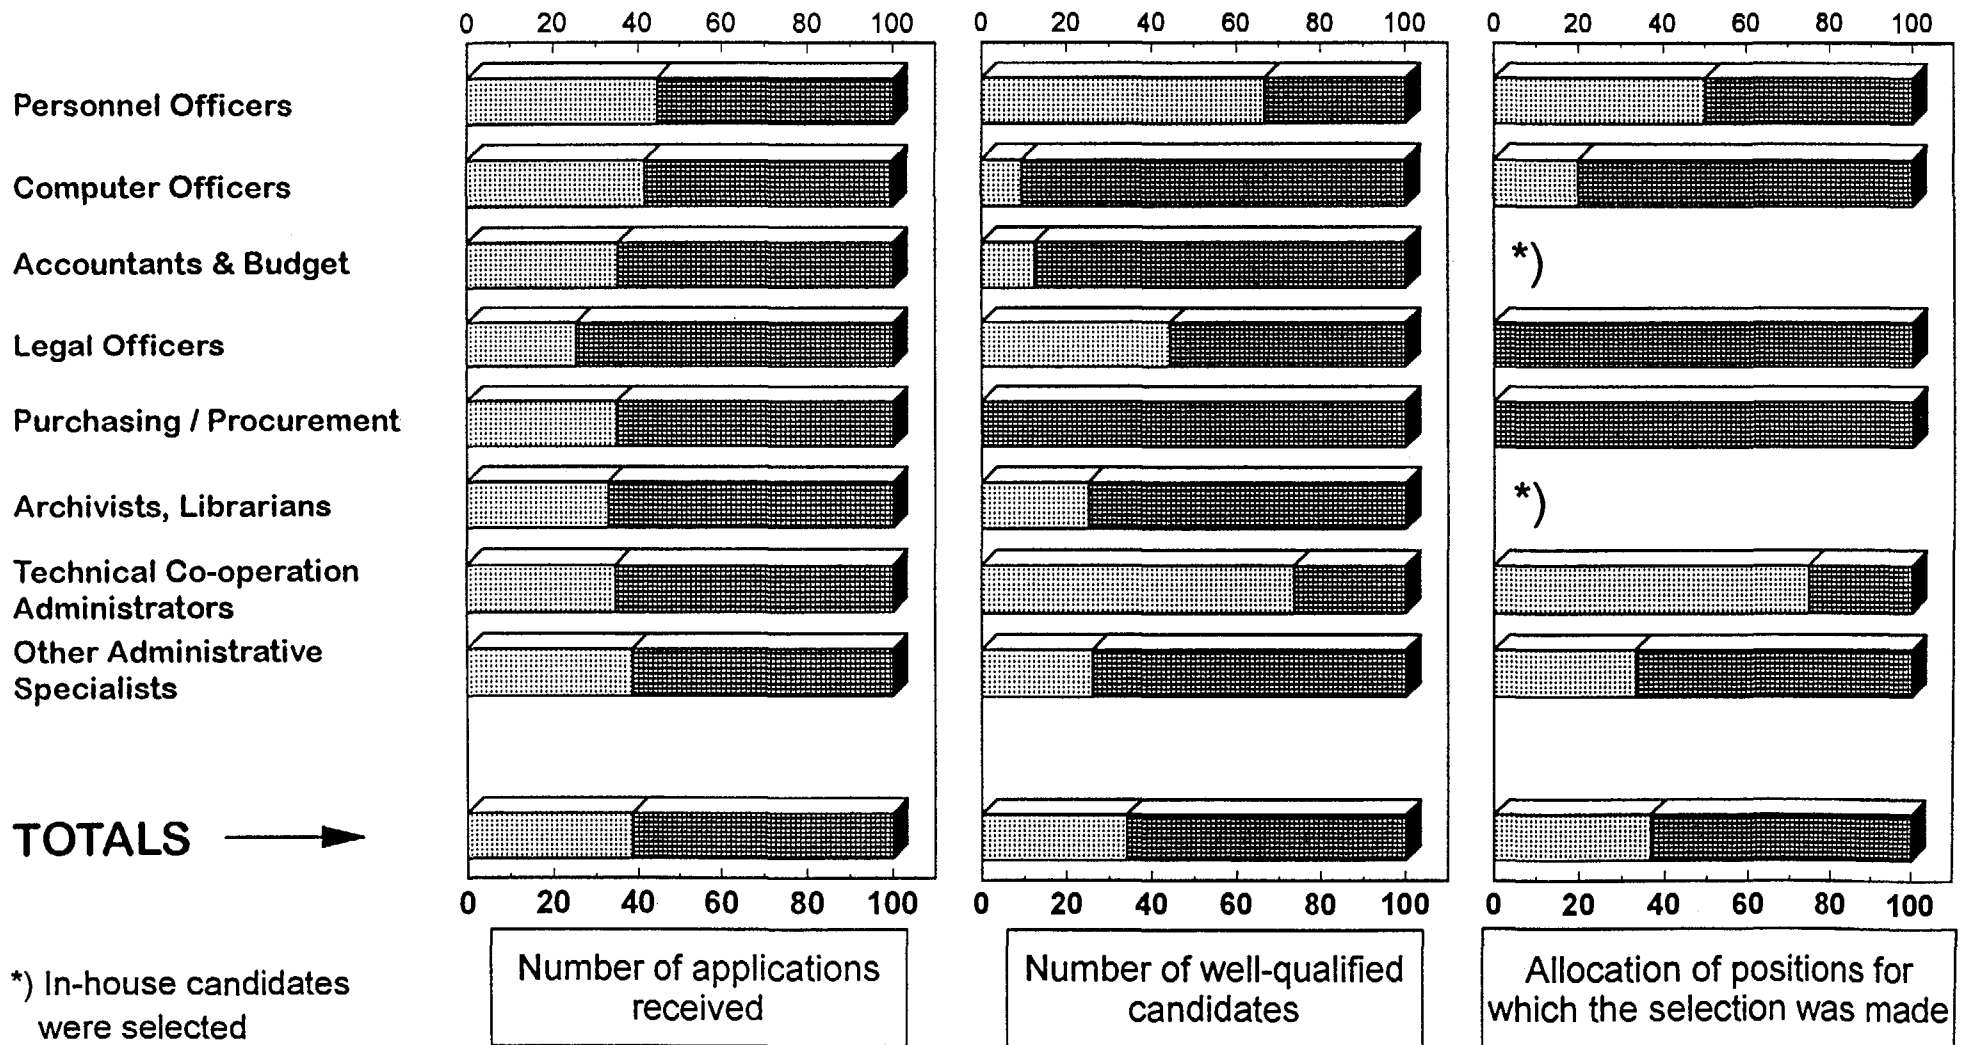 0 20 40 60 80 100 0 20 40 60 80 100 0 20 40 60 80 100
Personnel Officers
Computer Officers
Accountants & Budget *)
Legal Officers
Purchasing / Procurement
Archivists, Librarians *)
Technical Co-operation
Administrators
Other Administrative
Specialists
TOTALS
0 20 40 60 80 100 0 20 40 60 80 100 0 20 40 60 80 100
*) In-house candidates
were selected
Number of applications
received
Number of well-qualified
candidates
Allocation of positions for
which the selection was made